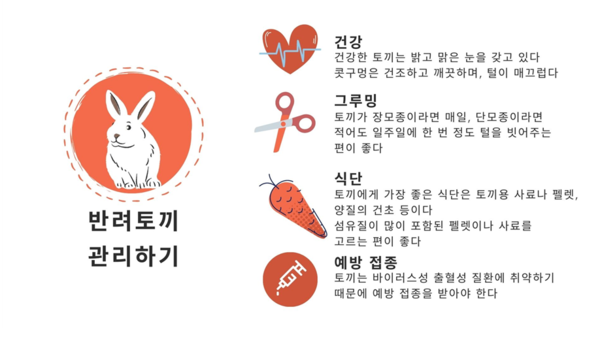 반려토끼
관리하기
건강
건강한 토끼는 밝고 맑은 눈을 갖고 있다
콧구멍은 건조하고 깨끗하며, 털이 매끄럽다
그루밍
토끼가 장모종이라면 매일, 단모종이라면
적어도 일주일에 한 번 정도 털을 빗어주는
편이 좋다
식단
토끼에게 가장 좋은 식단은 토끼용 사료나 펠렛,
양질의 건초 등이다
섬유질이 많이 포함된 펠렛이나 사료를
고르는 편이 좋다
예방 접종
토끼는 바이러스성 출혈성 질환에 취약하기
때문에 예방 접종을 받아야 한다